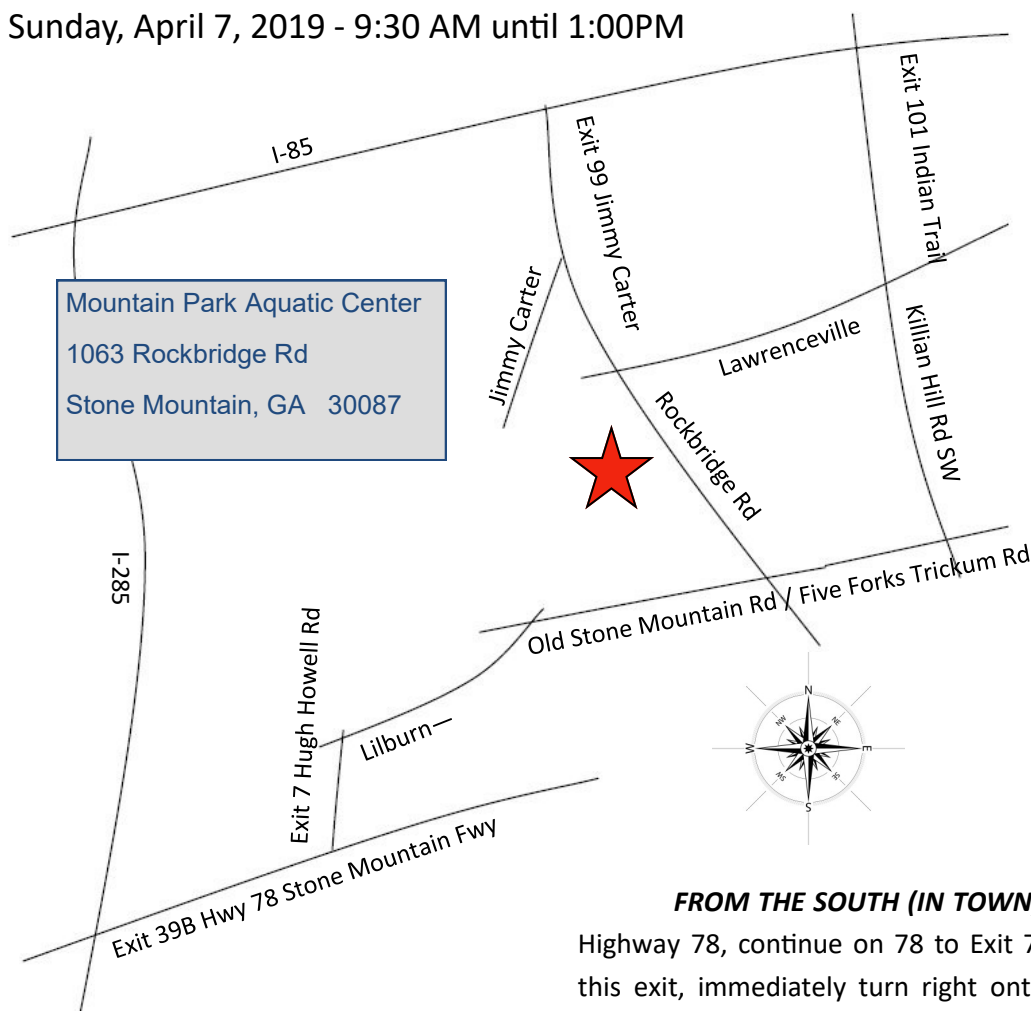 Sunday, April 7, 2019 - 9:30 AM until 1:00PM
I-85
Exit 99 Jimmy Carter
Exit 101 Indian Trail
Mountain Park Aquatic Center
1063 Rockbridge Rd
Stone Mountain, GA 30087
Jimmy Carter
Lawrenceville
Killian Hill Rd SW
Rockbridge Rd
I-285
Old Stone Mountain Rd / Five Forks Trickum Rd
Exit 7 Hugh Howell Rd
Lilburn—
Exit 39B Hwy 78 Stone Mountain Fwy
N
NW
NE
W
E
SW
SE
S
FROM THE SOUTH (IN TOWN
Highway 78, continue on 78 to Exit 7
this exit, immediately turn right ont